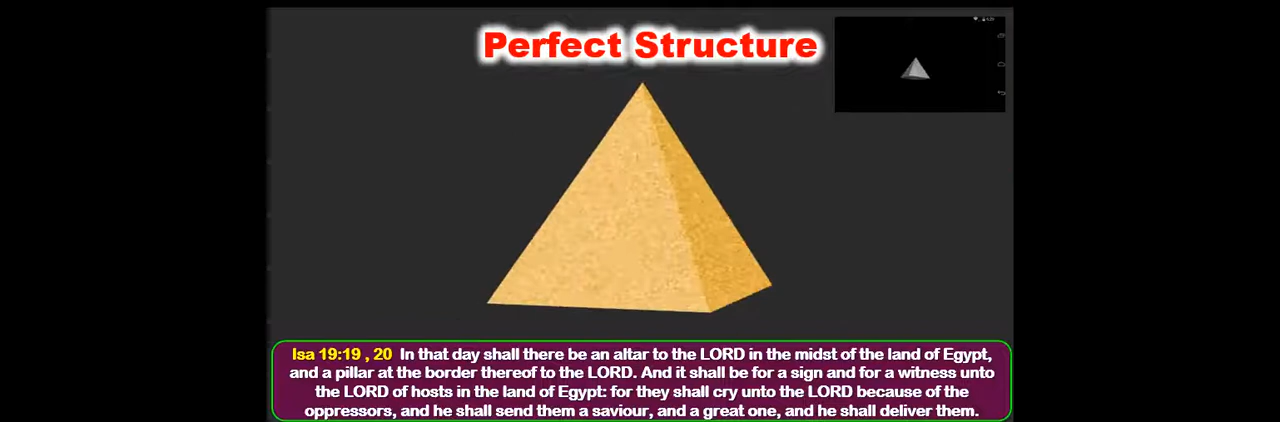 Perfect Structure
Isa 19:19 , 20 In that day shall there be an altar to the LORD in the midst of the land of Egypt,
and a pillar at the border thereof to the LORD. And it shall be for a sign and for a witness unto
the LORD of hosts in the land of Egypt: for they shall cry unto the LORD because of the
oppressors, and he shall send them a saviour, and a great one, and he shall deliver them.